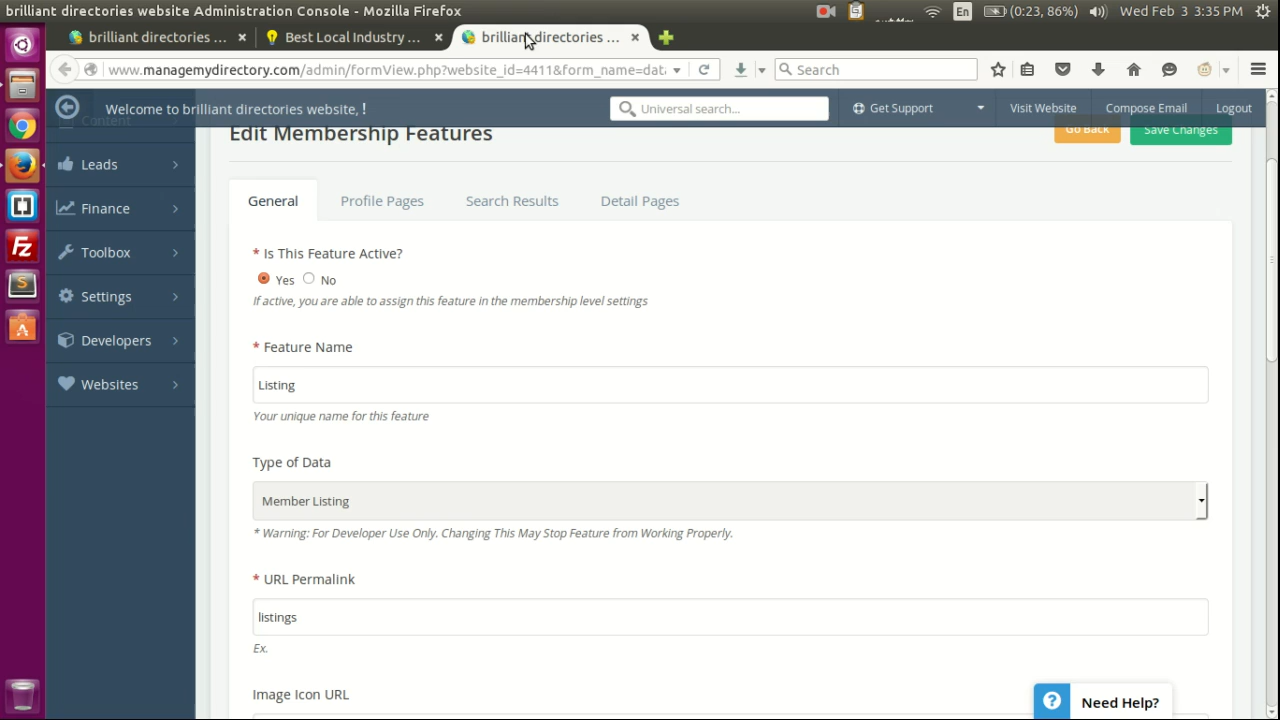 brilliant directories website Administration Console - Mozilla Firefox
En (0:23, 86%) Wed Feb 3 3:35 PM
brilliant directories ... × Best Local Industry ... × brilliant directories ... ×
www.managemydirectory.com/admin/formView.php?website_id=4411&form_name=data Search
Welcome to brilliant directories website, ! Universal search... Get Support Visit Website Compose Email Logout
Content
Edit Membership Features Go Back Save Changes
Leads
Finance
Toolbox
Settings
Developers
Websites
General Profile Pages Search Results Detail Pages
* Is This Feature Active?
Yes No
If active, you are able to assign this feature in the membership level settings
* Feature Name
Listing
Your unique name for this feature
Type of Data
Member Listing
* Warning: For Developer Use Only. Changing This May Stop Feature from Working Properly.
* URL Permalink
listings
Ex.
Image Icon URL
? Need Help?